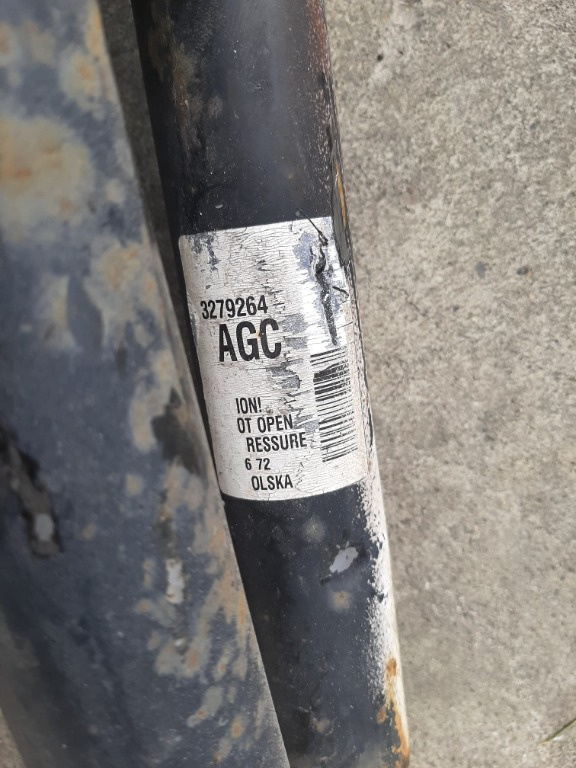 3279264
AGC
ION!
OT OPEN
RESSURE
6 72
OLSKA